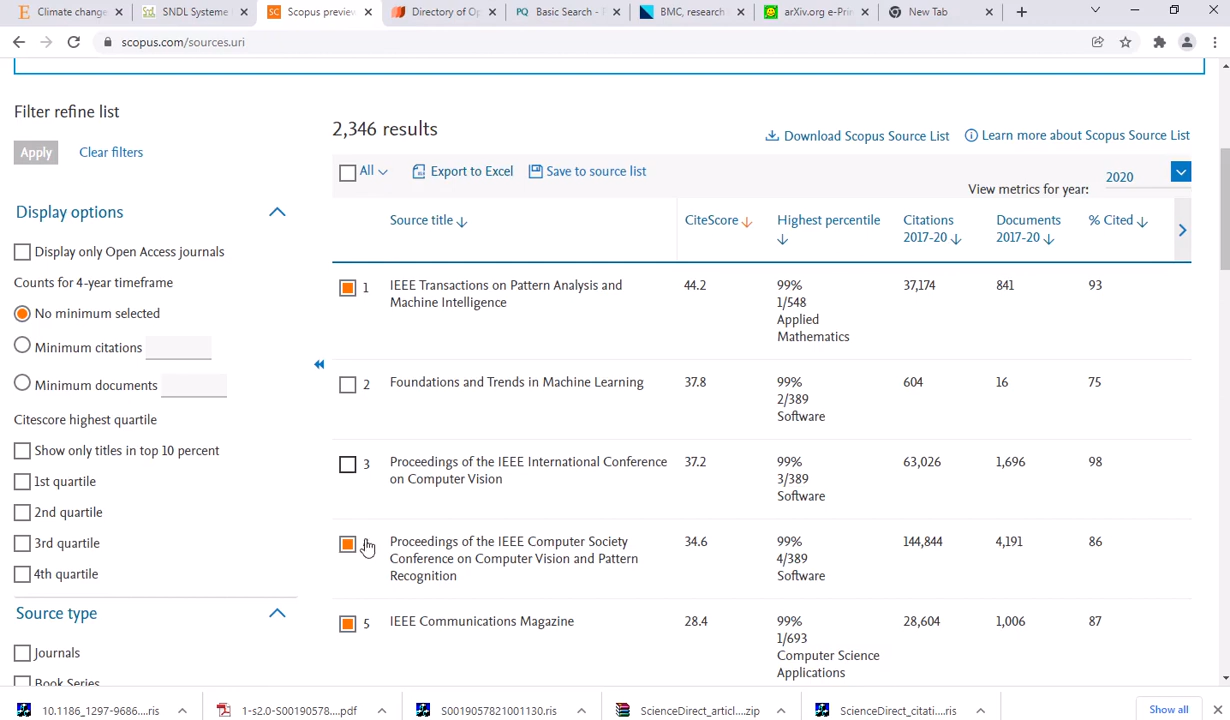 Climate change
SNDL Systeme
Scopus preview
Directory of Op
Basic Search - T
BMC, research
arXiv.org e-Prin
New Tab
scopus.com/sources.uri
Filter refine list
Apply
Clear filters
Display options
Display only Open Access journals
Counts for 4-year timeframe
No minimum selected
Minimum citations
Minimum documents
Citescore highest quartile
Show only titles in top 10 percent
1st quartile
2nd quartile
3rd quartile
4th quartile
Source type
Journals
Book Series
2,346 results
Download Scopus Source List
Learn more about Scopus Source List
All
Export to Excel
Save to source list
View metrics for year:
2020
Source title
CiteScore
Highest percentile
Citations
2017-20
Documents
2017-20
% Cited
1
IEEE Transactions on Pattern Analysis and
Machine Intelligence
44.2
99%
1/548
Applied
Mathematics
37,174
841
93
2
Foundations and Trends in Machine Learning
37.8
99%
2/389
Software
604
16
75
3
Proceedings of the IEEE International Conference
on Computer Vision
37.2
99%
3/389
Software
63,026
1,696
98
Proceedings of the IEEE Computer Society
Conference on Computer Vision and Pattern
Recognition
34.6
99%
4/389
Software
144,844
4,191
86
5
IEEE Communications Magazine
28.4
99%
1/693
Computer Science
Applications
28,604
1,006
87
10.1186_1297-9686....ris
1-s2.0-S00190578....pdf
S0019057821001130.ris
ScienceDirect_articl....zip
ScienceDirect_citati....ris
Show all